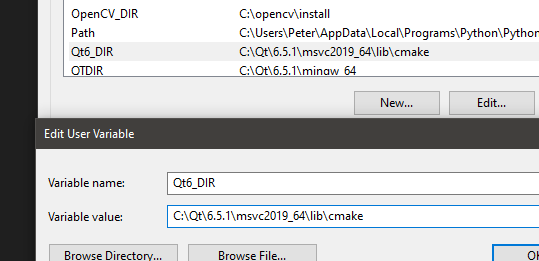 OpenCV_DIR C:\opencv\install
Path C:\Users\Peter\AppData\Local\Programs\Python\Python
Qt6_DIR C:\Qt\6.5.1\msvc2019_64\lib\cmake
QTDIR C:\Qt\6.5.1\mingw_64
New... Edit...
Edit User Variable
Variable name: Qt6_DIR
Variable value: C:\Qt\6.5.1\msvc2019_64\lib\cmake
Browse Directory... Browse File... OK